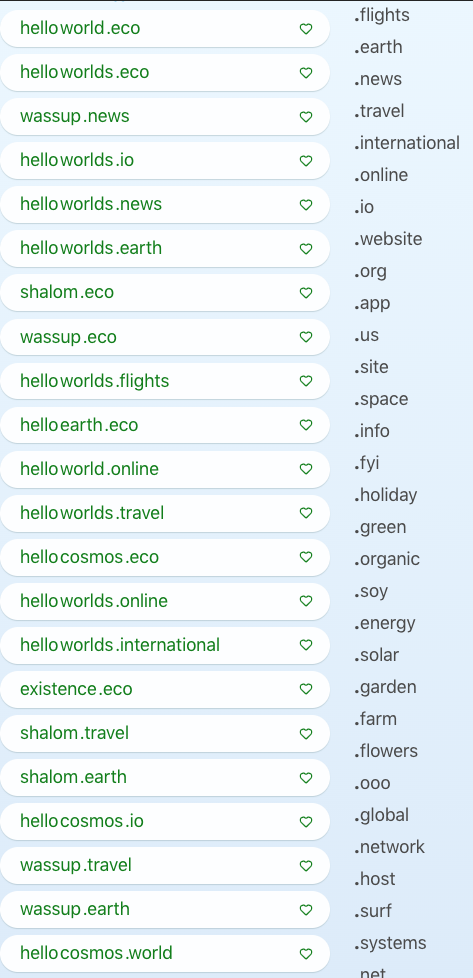 helloworld.eco
helloworlds.eco
wassup.news
helloworlds.io
helloworlds.news
helloworlds.earth
shalom.eco
wassup.eco
helloworlds.flights
helloearth.eco
helloworld.online
helloworlds.travel
hellocosmos.eco
helloworlds.online
helloworlds.international
existence.eco
shalom.travel
shalom.earth
hellocosmos.io
wassup.travel
wassup.earth
hellocosmos.world
.flights
.earth
.news
.travel
.international
.online
.io
.website
.org
.app
.us
.site
.space
.info
.fyi
.holiday
.green
.organic
.soy
.energy
.solar
.garden
.farm
.flowers
.ooo
.global
.network
.host
.surf
.systems
.net